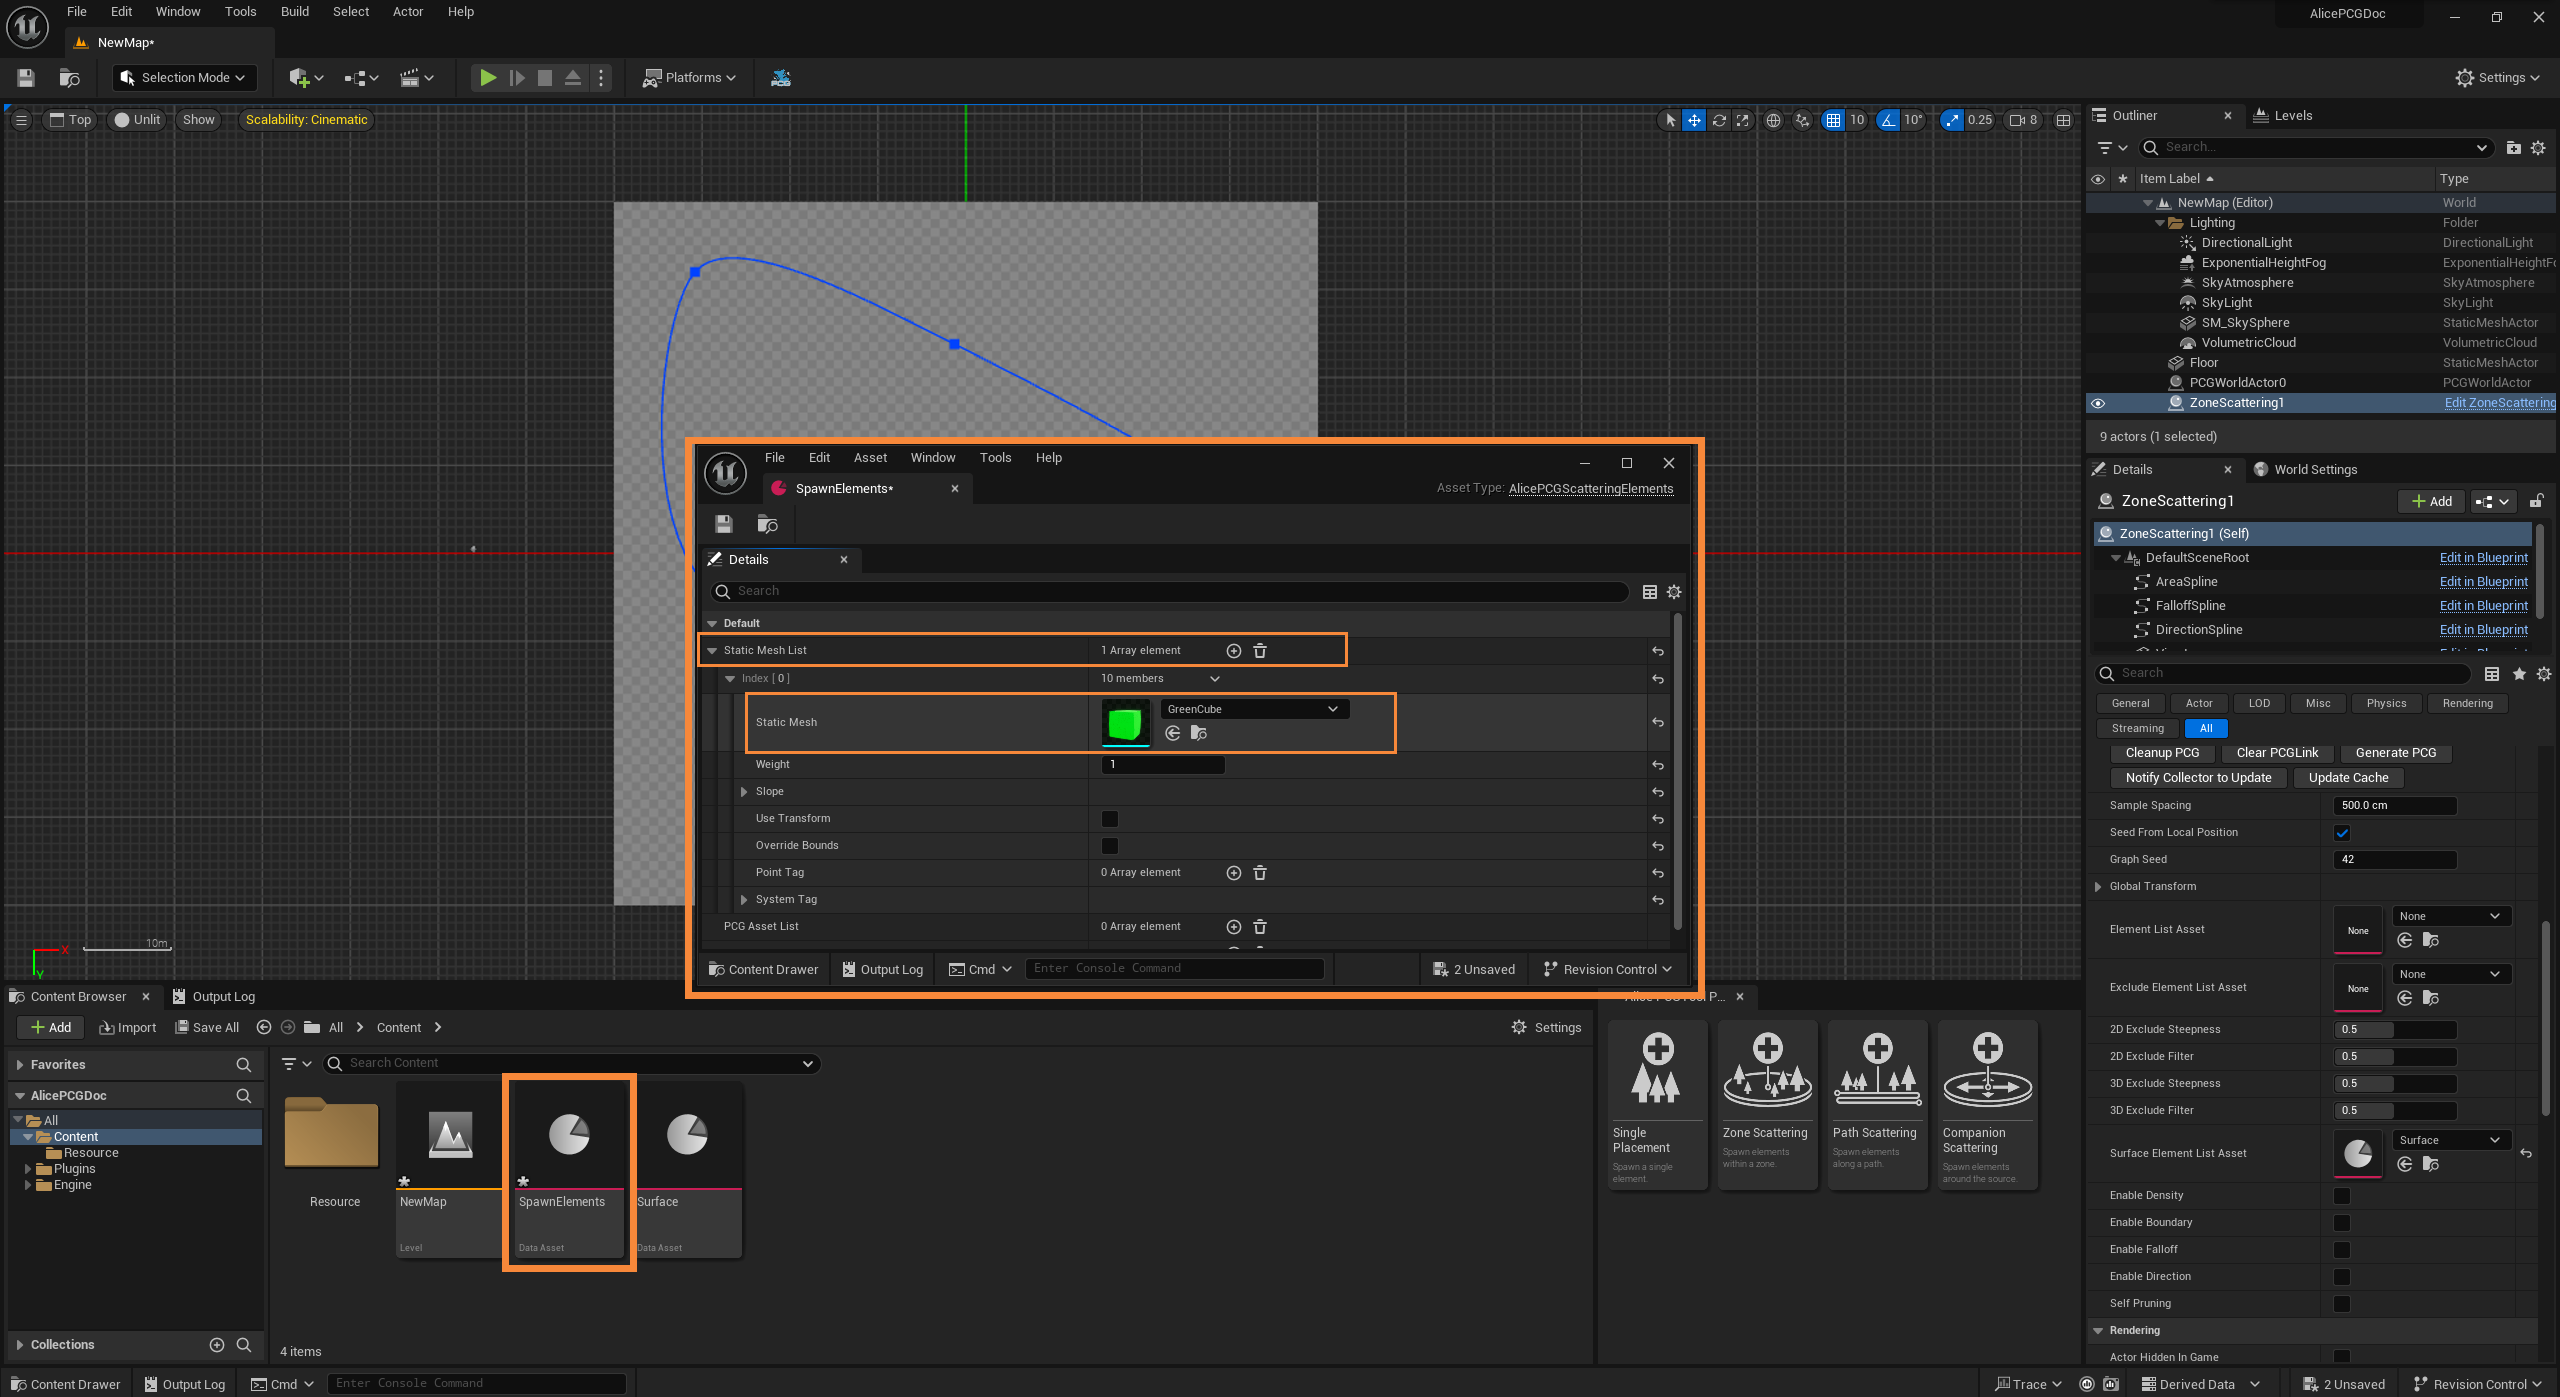 File Edit Window Tools Build Select Actor Help
AlicePCGDoc
NewMap*
Selection Mode
Platforms
Settings
Top Unlit Show Scalability: Cinematic
10 10° 0.25 8
Outliner Levels
Search...
Item Label Type
NewMap (Editor) World
Lighting Folder
DirectionalLight DirectionalLight
ExponentialHeightFog ExponentialHeightFo
SkyAtmosphere SkyAtmosphere
SkyLight SkyLight
SM_SkySphere StaticMeshActor
VolumetricCloud VolumetricCloud
Floor StaticMeshActor
PCGWorldActor0 PCGWorldActor
ZoneScattering1 Edit ZoneScattering
9 actors (1 selected)
Details World Settings
ZoneScattering1
Add
ZoneScattering1 (Self)
DefaultSceneRoot Edit in Blueprint
AreaSpline Edit in Blueprint
FalloffSpline Edit in Blueprint
DirectionSpline Edit in Blueprint
Search
General Actor LOD Misc Physics Rendering
Streaming All
Cleanup PCG Clear PCGLink Generate PCG
Notify Collector to Update Update Cache
Sample Spacing 500.0 cm
Seed From Local Position
Graph Seed 42
Global Transform
Element List Asset None None
Exclude Element List Asset None None
2D Exclude Steepness 0.5
2D Exclude Filter 0.5
3D Exclude Steepness 0.5
3D Exclude Filter 0.5
Surface Element List Asset Surface
Enable Density
Enable Boundary
Enable Falloff
Enable Direction
Self Pruning
Rendering
Actor Hidden In Game
File Edit Asset Window Tools Help
SpawnElements*
Asset Type: AlicePCGScatteringElements
Details
Search
Default
Static Mesh List 1 Array element
Index [ 0 ] 10 members
Static Mesh GreenCube
Weight 1
Slope
Use Transform
Override Bounds
Point Tag 0 Array element
System Tag
PCG Asset List 0 Array element
Content Drawer Output Log Cmd Enter Console Command 2 Unsaved Revision Control
X
Y
10m
Content Browser Output Log
Add Import Save All All Content Settings
Favorites
Search Content
AlicePCGDoc
All
Content
Resource
Plugins
Engine
Collections
Resource
NewMap
Level
SpawnElements
Data Asset
Surface
Data Asset
4 items
Single Placement
Spawn a single element.
Zone Scattering
Spawn elements within a zone.
Path Scattering
Spawn elements along a path.
Companion Scattering
Spawn elements around the source.
Content Drawer Output Log Cmd Enter Console Command Trace Derived Data 2 Unsaved Revision Control